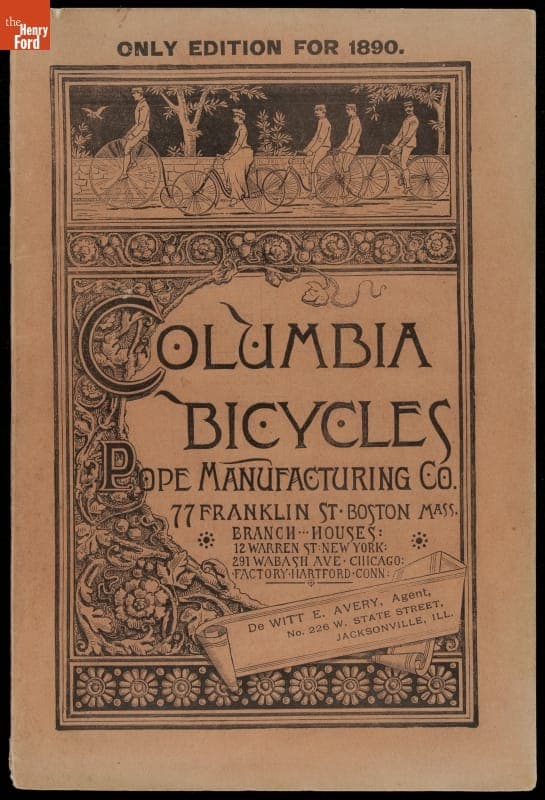 the
Henry
Ford
ONLY EDITION FOR 1890.
COLUMBIA
BICYCLES
POPE MANUFACTURING CO.
77 FRANKLIN ST. BOSTON MASS.
BRANCH HOUSES:
12 WARREN ST. NEW YORK:
291 WABASH AVE. CHICAGO:
FACTORY HARTFORD CONN:
De WITT E. AVERY, Agent,
No. 226 W. STATE STREET,
JACKSONVILLE, ILL.